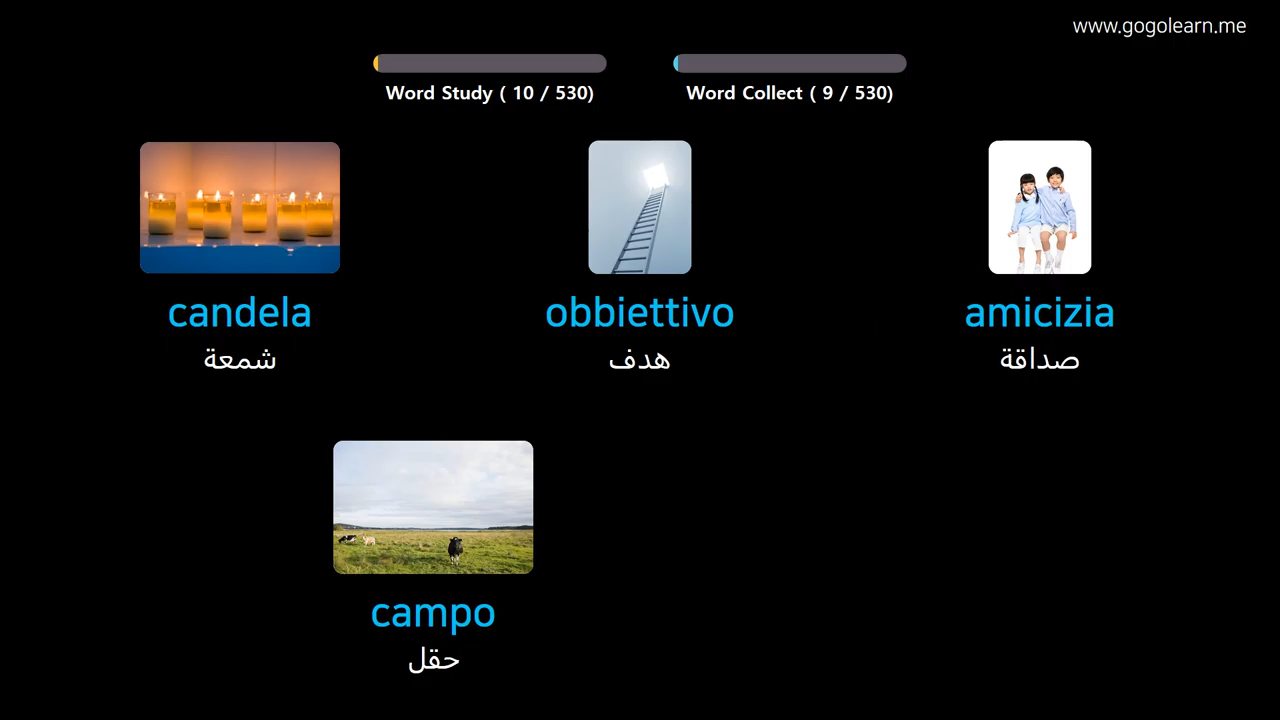 www.gogolearn.me
Word Study ( 10 / 530)
Word Collect ( 9 / 530)
candela
شمعة
obbiettivo
هدف
amicizia
صداقة
campo
حقل